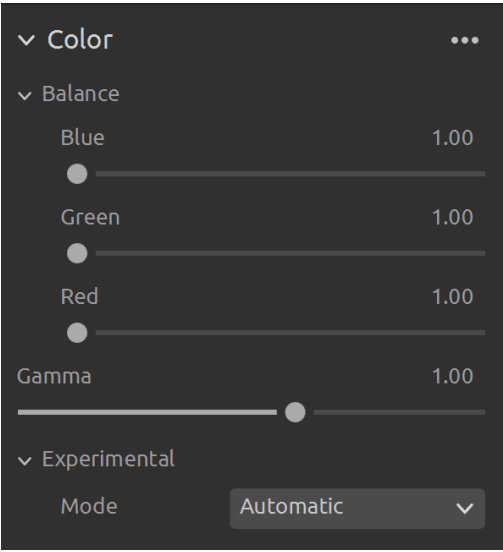 Color
Balance
Blue 1.00
Green 1.00
Red 1.00
Gamma 1.00
Experimental
Mode Automatic